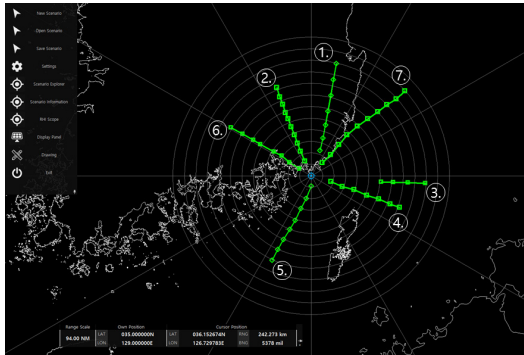 New Scenario
Open Scenario
Save Scenario
Settings
Scenario Explorer
Scenario Information
RHI Scope
Display Panel
Drawing
Exit
1.
2.
7.
6.
3.
4.
5.
Range Scale Own Position Cursor Position
94.00 NM LAT 035.000000N LAT 036.152674N RNG 242.273 km
LON 129.000000E LON 126.729783E RNG 5378 mil